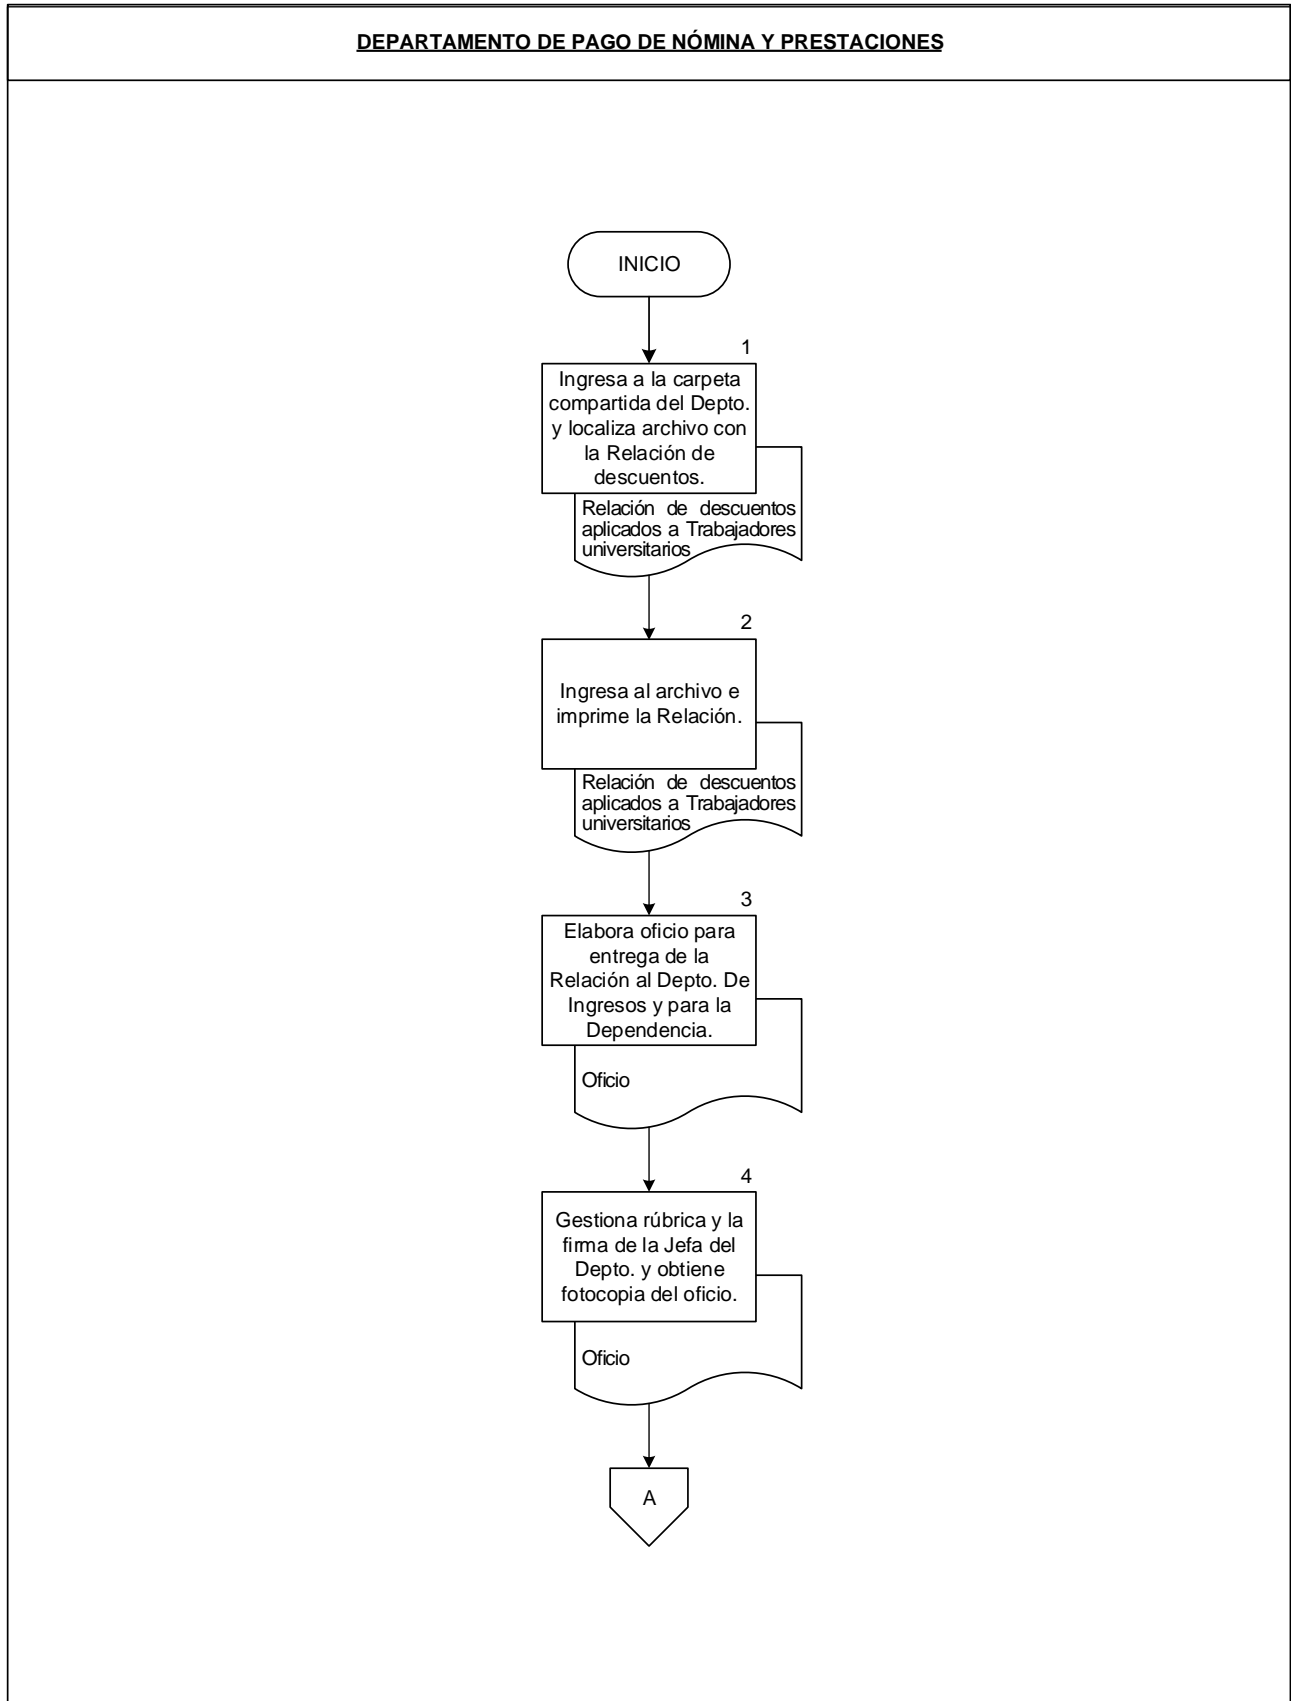 DEPARTAMENTO DE PAGO DE NÓMINA Y PRESTACIONES
INICIO
1
Ingresa a la carpeta
compartida del Depto.
y localiza archivo con
la Relación de
descuentos.
Relación de descuentos
aplicados a Trabajadores
universitarios
2
Ingresa al archivo e
imprime la Relación.
Relación de descuentos
aplicados a Trabajadores
universitarios
3
Elabora oficio para
entrega de la
Relación al Depto. De
Ingresos y para la
Dependencia.
Oficio
4
Gestiona rúbrica y la
firma de la Jefa del
Depto. y obtiene
fotocopia del oficio.
Oficio
A